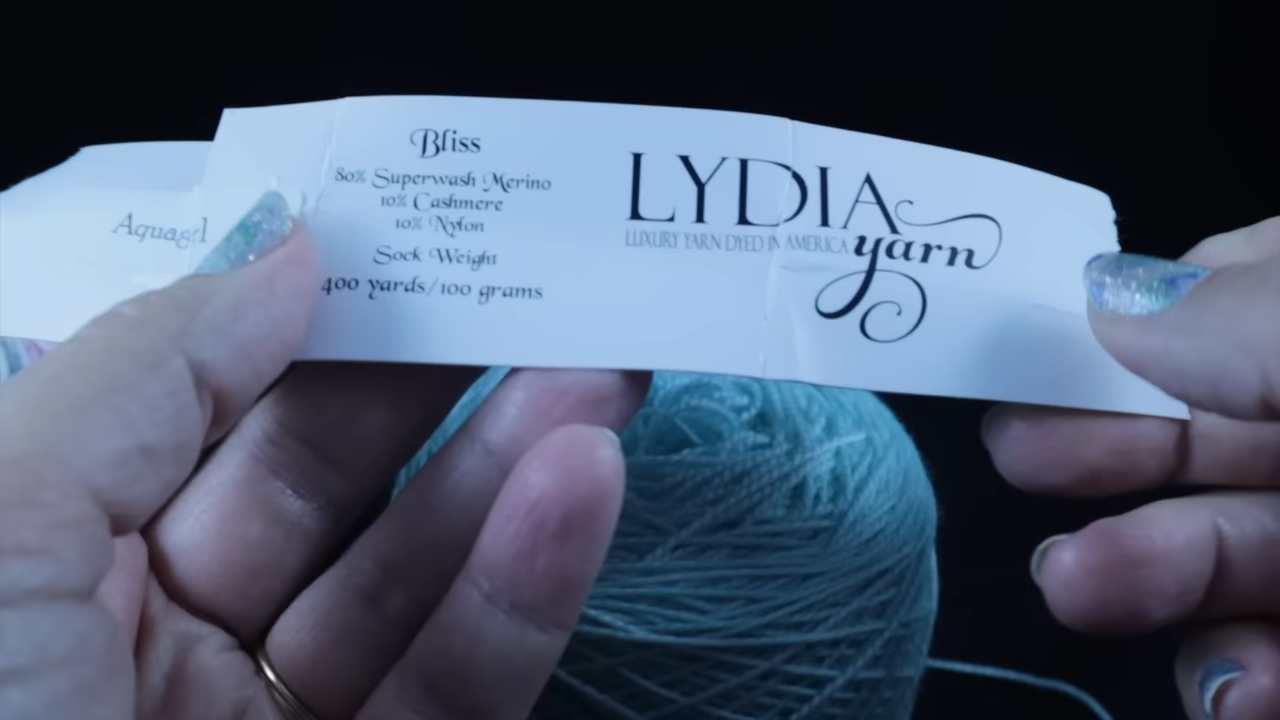 Bliss
80% Superwash Merino
10% Cashmere
10% Nylon
Sock Weight
400 yards/100 grams
LYDIA
LUXURY YARN DYED IN AMERICA
yarn